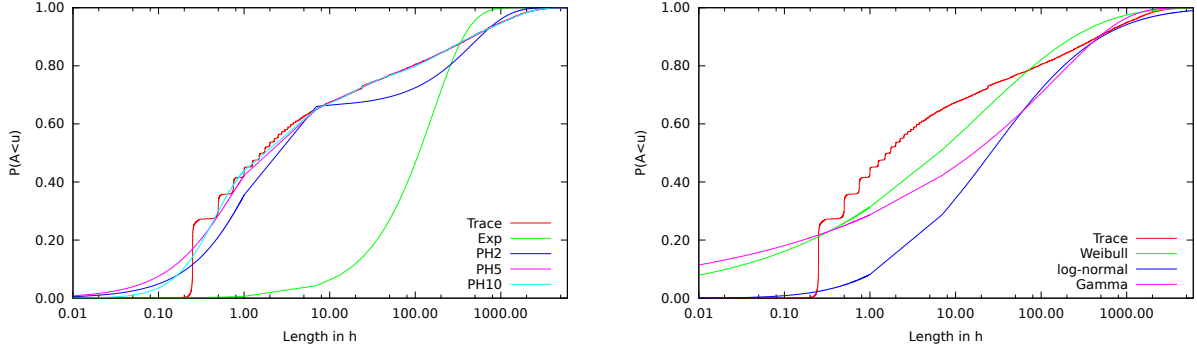 P(A<u)
1.00
0.80
0.60
0.40
0.20
0.00
Trace
Exp
PH2
PH5
PH10
0.01 0.10 1.00 10.00 100.00 1000.00
Length in h
P(A<u)
1.00
0.80
0.60
0.40
0.20
0.00
Trace
Weibull
log-normal
Gamma
0.01 0.10 1.00 10.00 100.00 1000.00
Length in h